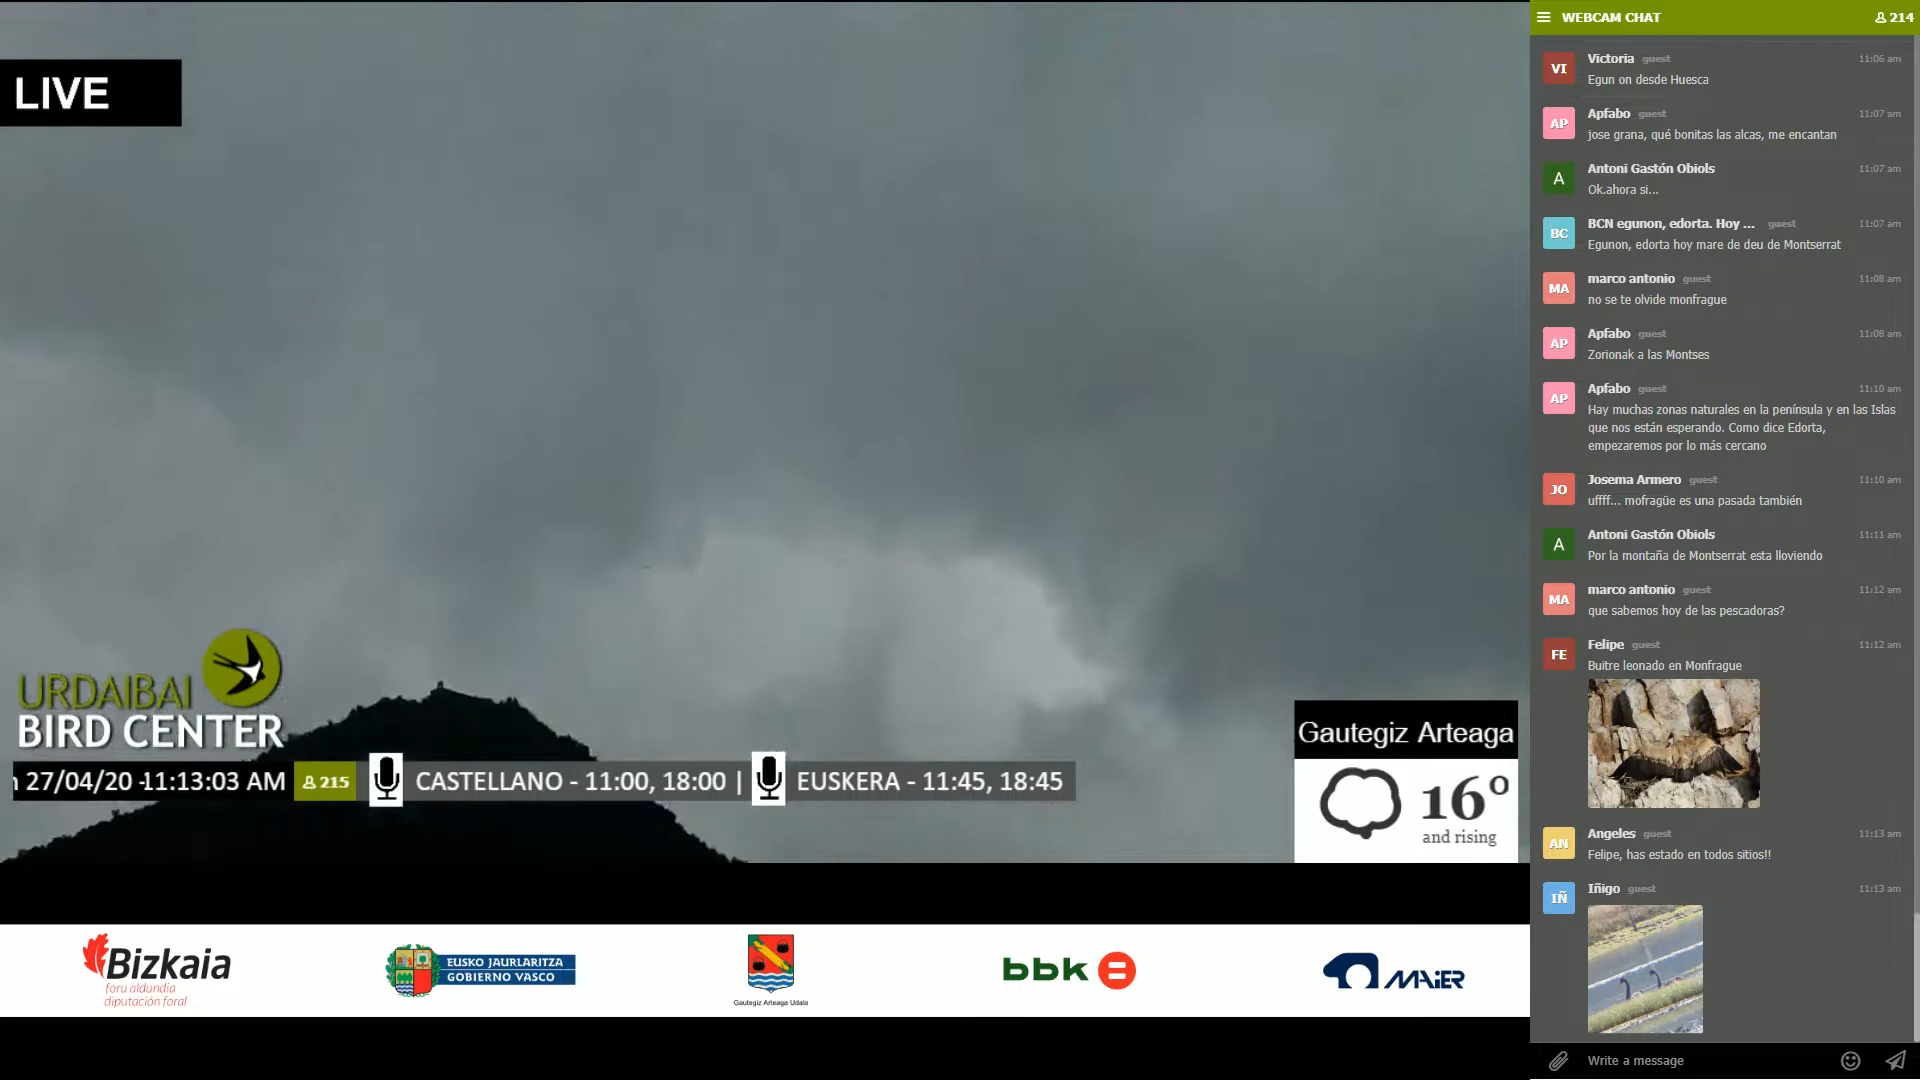 LIVE
URDAIBAI
BIRD CENTER
27/04/20 -11:13:03 AM
215
CASTELLANO - 11:00, 18:00 |
EUSKERA - 11:45, 18:45
Gautegiz Arteaga
16º
and rising
Bizkaia
foru aldundia
diputación foral
EUSKO JAURLARITZA
GOBIERNO VASCO
Gautegiz Arteaga Udala
bbk
MAIER
WEBCAM CHAT
214
VI
Victoria guest 11:06 am
Egun on desde Huesca
AP
Apfabo guest 11:07 am
jose grana, qué bonitas las alcas, me encantan
A
Antoni Gastón Obiols 11:07 am
Ok.ahora si...
BC
BCN egunon, edorta. Hoy ... guest 11:07 am
Egunon, edorta hoy mare de deu de Montserrat
MA
marco antonio guest 11:08 am
no se te olvide monfrague
AP
Apfabo guest 11:08 am
Zorionak a las Montses
AP
Apfabo guest 11:10 am
Hay muchas zonas naturales en la península y en las Islas
que nos están esperando. Como dice Edorta,
empezaremos por lo más cercano
JO
Josema Armero guest 11:10 am
uffff... mofragüe es una pasada también
A
Antoni Gastón Obiols 11:11 am
Por la montaña de Montserrat esta lloviendo
MA
marco antonio guest 11:12 am
que sabemos hoy de las pescadoras?
FE
Felipe guest 11:12 am
Buitre leonado en Monfrague
AN
Angeles guest 11:13 am
Felipe, has estado en todos sitios!!
IÑ
Iñigo guest 11:13 am
Write a message